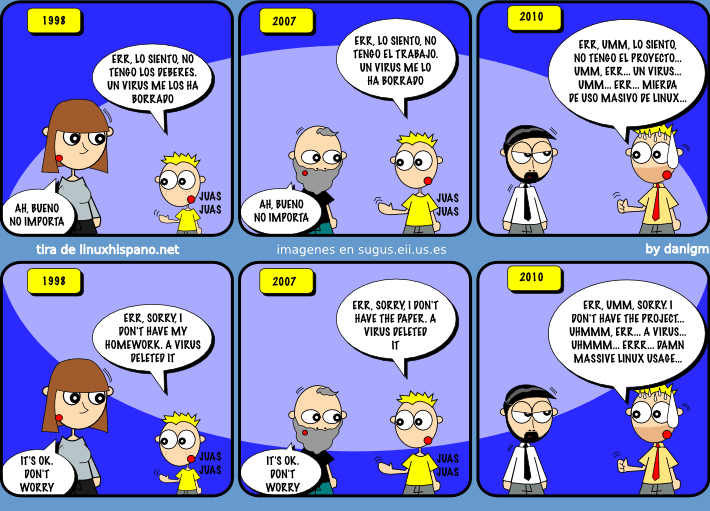 1998
ERR, LO SIENTO, NO
TENGO LOS DEBERES.
UN VIRUS ME LOS HA
BORRADO
AH, BUENO
NO IMPORTA
JUAS
JUAS
2007
ERR, LO SIENTO, NO
TENGO EL TRABAJO.
UN VIRUS ME LO
HA BORRADO
AH, BUENO
NO IMPORTA
JUAS
JUAS
2010
ERR, UMM, LO SIENTO,
NO TENGO EL PROYECTO...
UMM, ERR... UN VIRUS...
UMM... ERR... MIERDA
DE USO MASIVO DE LINUX...
tira de linuxhispano.net
imagenes en sugus.eii.us.es
by danigm
1998
ERR, SORRY, I
DON'T HAVE MY
HOMEWORK. A VIRUS
DELETED IT
IT'S OK.
DON'T
WORRY
JUAS
JUAS
2007
ERR, SORRY, I DON'T
HAVE THE PAPER. A
VIRUS DELETED
IT
IT'S OK.
DON'T
WORRY
JUAS
JUAS
2010
ERR, UMM, SORRY. I
DON'T HAVE THE PROJECT...
UHMMM, ERR... A VIRUS...
UHMMM... ERRR... DAMN
MASSIVE LINUX USAGE...